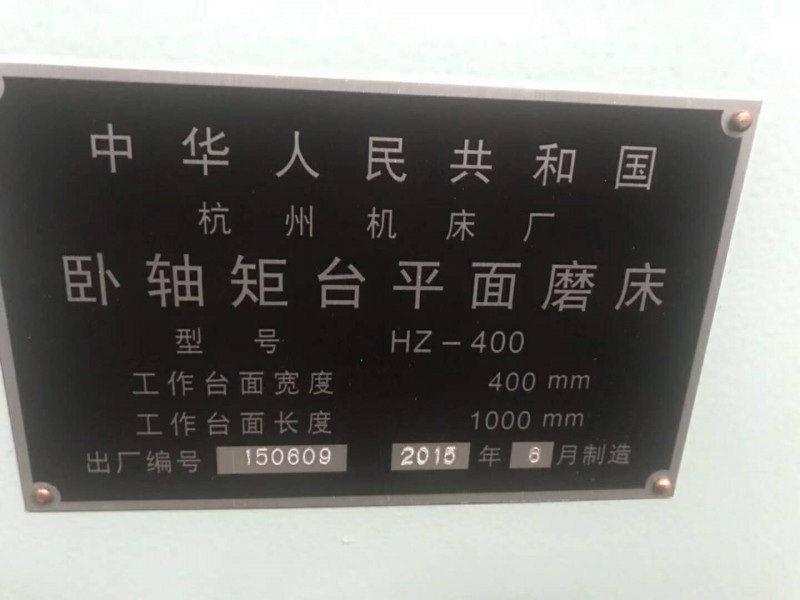 中华人民共和国
杭州机床厂
卧轴矩台平面磨床
型 号 HZ-400
工作台面宽度 400 mm
工作台面长度 1000 mm
出厂编号 150609 2015 年 6 月制造